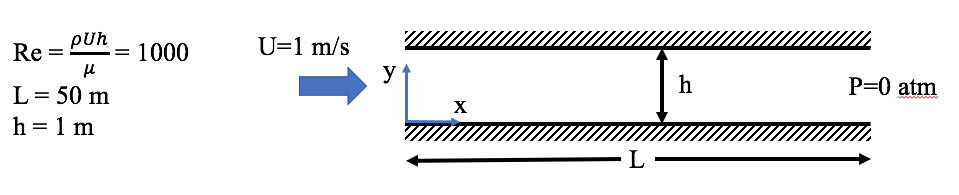 Re = ρUh/μ = 1000
L = 50 m
h = 1 m
U=1 m/s
y
x
h
L
P=0 atm